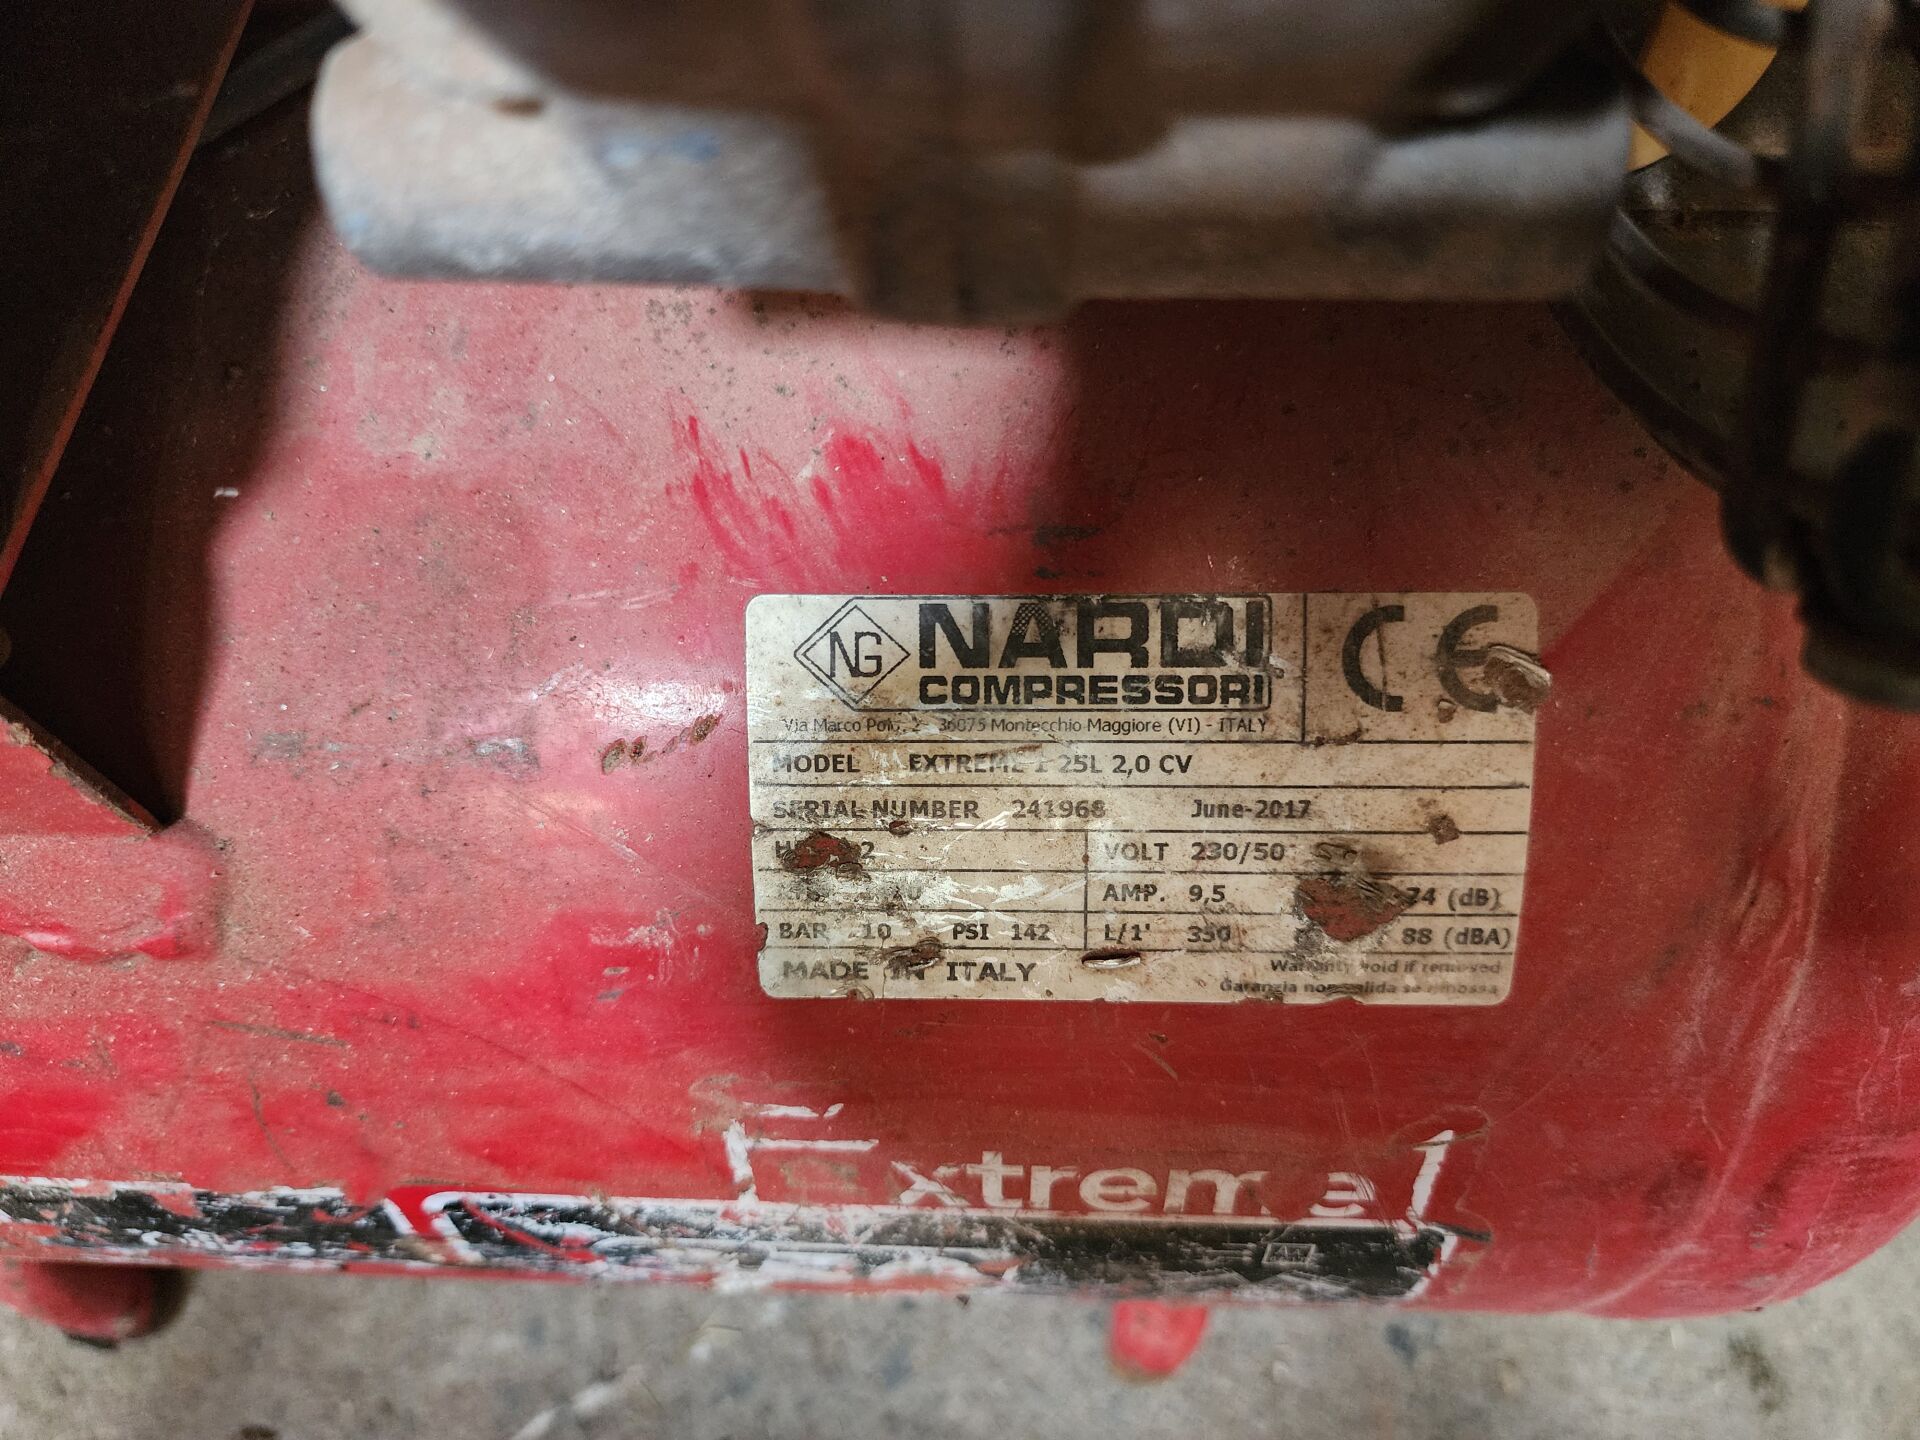 NG NARDI
COMPRESSORI
Via Marco Polo, 2 - 36075 Montecchio Maggiore (VI) - ITALY
CE
MODEL EXTREME 1 25L 2,0 CV
SERIAL NUMBER 241968 June-2017
2 VOLT 230/50
AMP. 9,5 74 (dB)
BAR 10 PSI 142 L/1' 350 88 (dBA)
MADE IN ITALY Warranty void if removed
Garanzia non valida se rimossa
Extreme 1